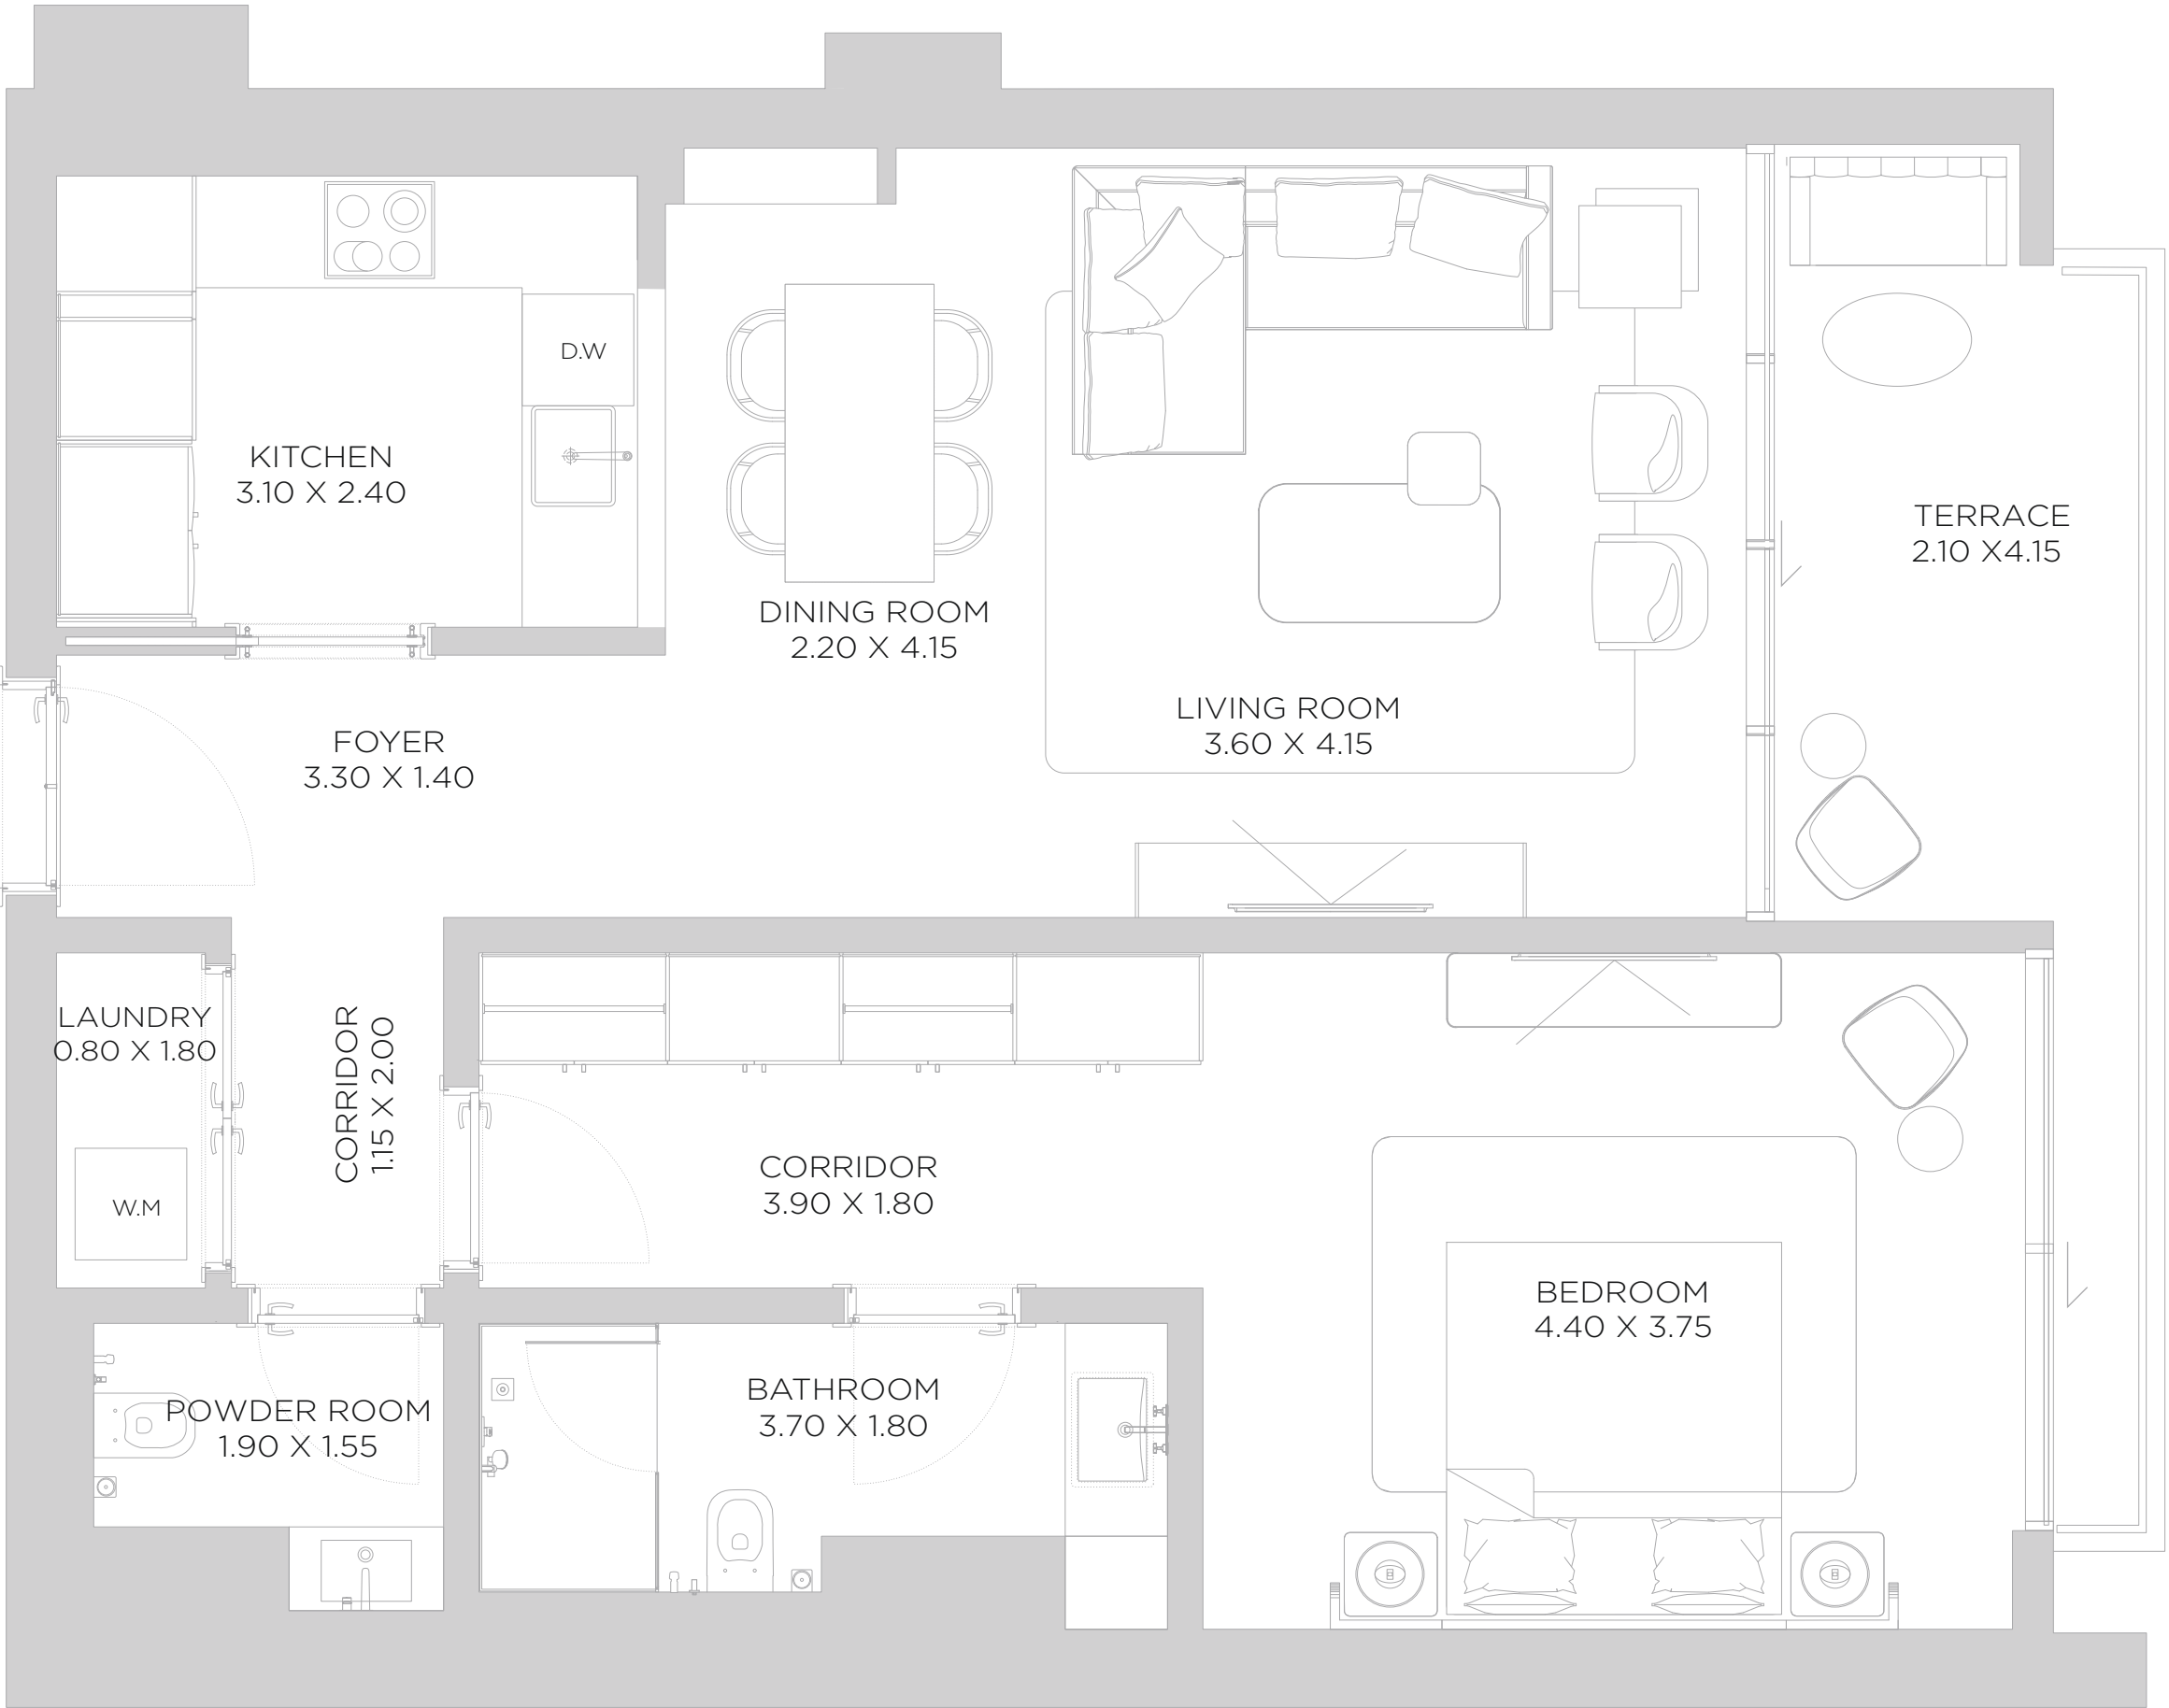 D.W
KITCHEN
3.10 X 2.40
TERRACE
2.10 X4.15
DINING ROOM
2.20 X 4.15
LIVING ROOM
3.60 X 4.15
FOYER
3.30 X 1.40
LAUNDRY
0.80 X 1.80
CORRIDOR
1.15 X 2.00
W.M
CORRIDOR
3.90 X 1.80
BEDROOM
4.40 X 3.75
POWDER ROOM
1.90 X 1.55
BATHROOM
3.70 X 1.80